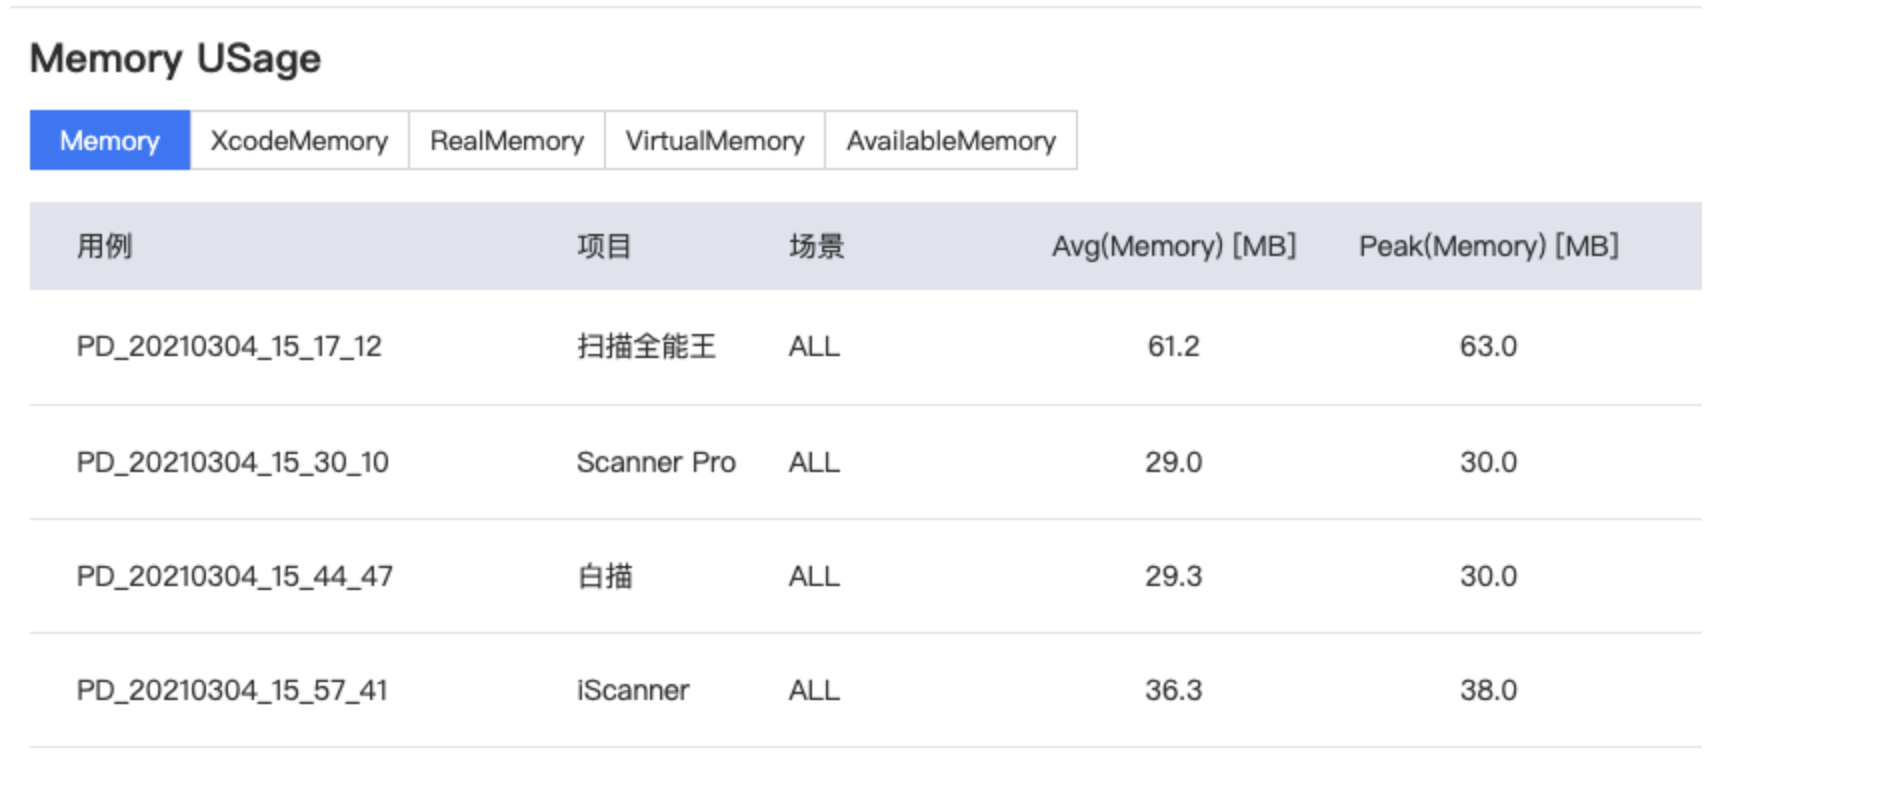 Memory USage
Memory XcodeMemory RealMemory VirtualMemory AvailableMemory
用例 项目 场景 Avg(Memory) [MB] Peak(Memory) [MB]
PD_20210304_15_17_12 扫描全能王 ALL 61.2 63.0
PD_20210304_15_30_10 Scanner Pro ALL 29.0 30.0
PD_20210304_15_44_47 白描 ALL 29.3 30.0
PD_20210304_15_57_41 iScanner ALL 36.3 38.0